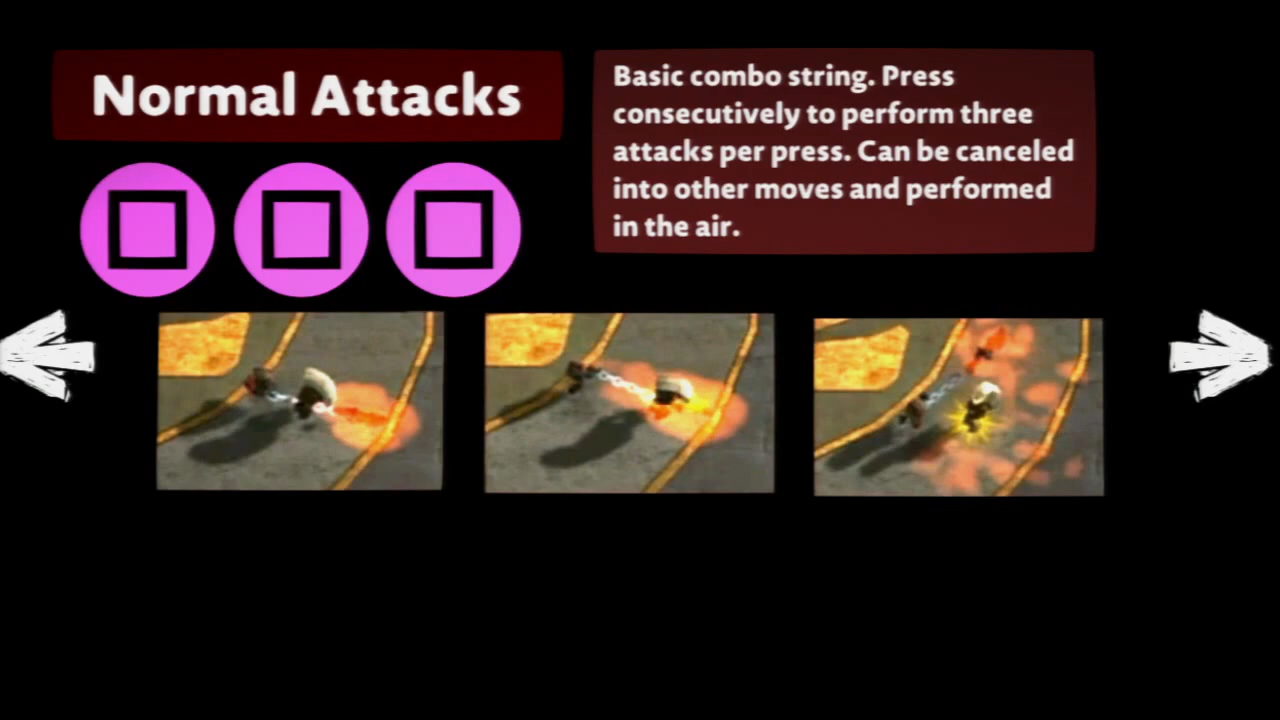 Normal Attacks
Basic combo string. Press
consecutively to perform three
attacks per press. Can be canceled
into other moves and performed
in the air.